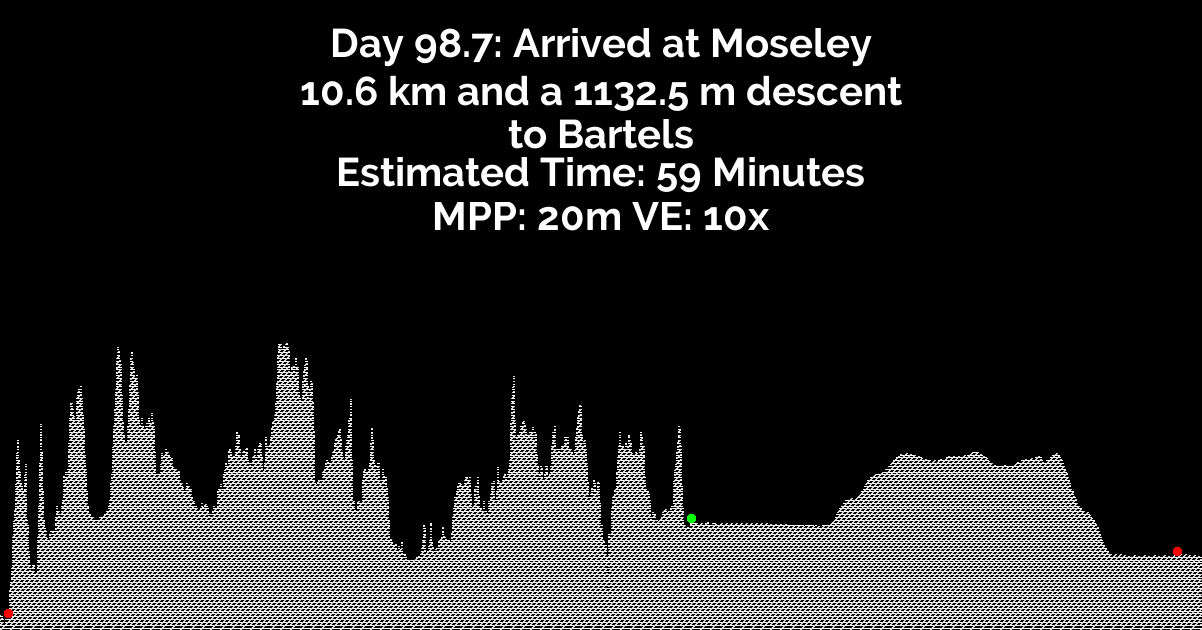 Day 98.7: Arrived at Moseley
10.6 km and a 1132.5 m descent
to Bartels
Estimated Time: 59 Minutes
MPP: 20m VE: 10x